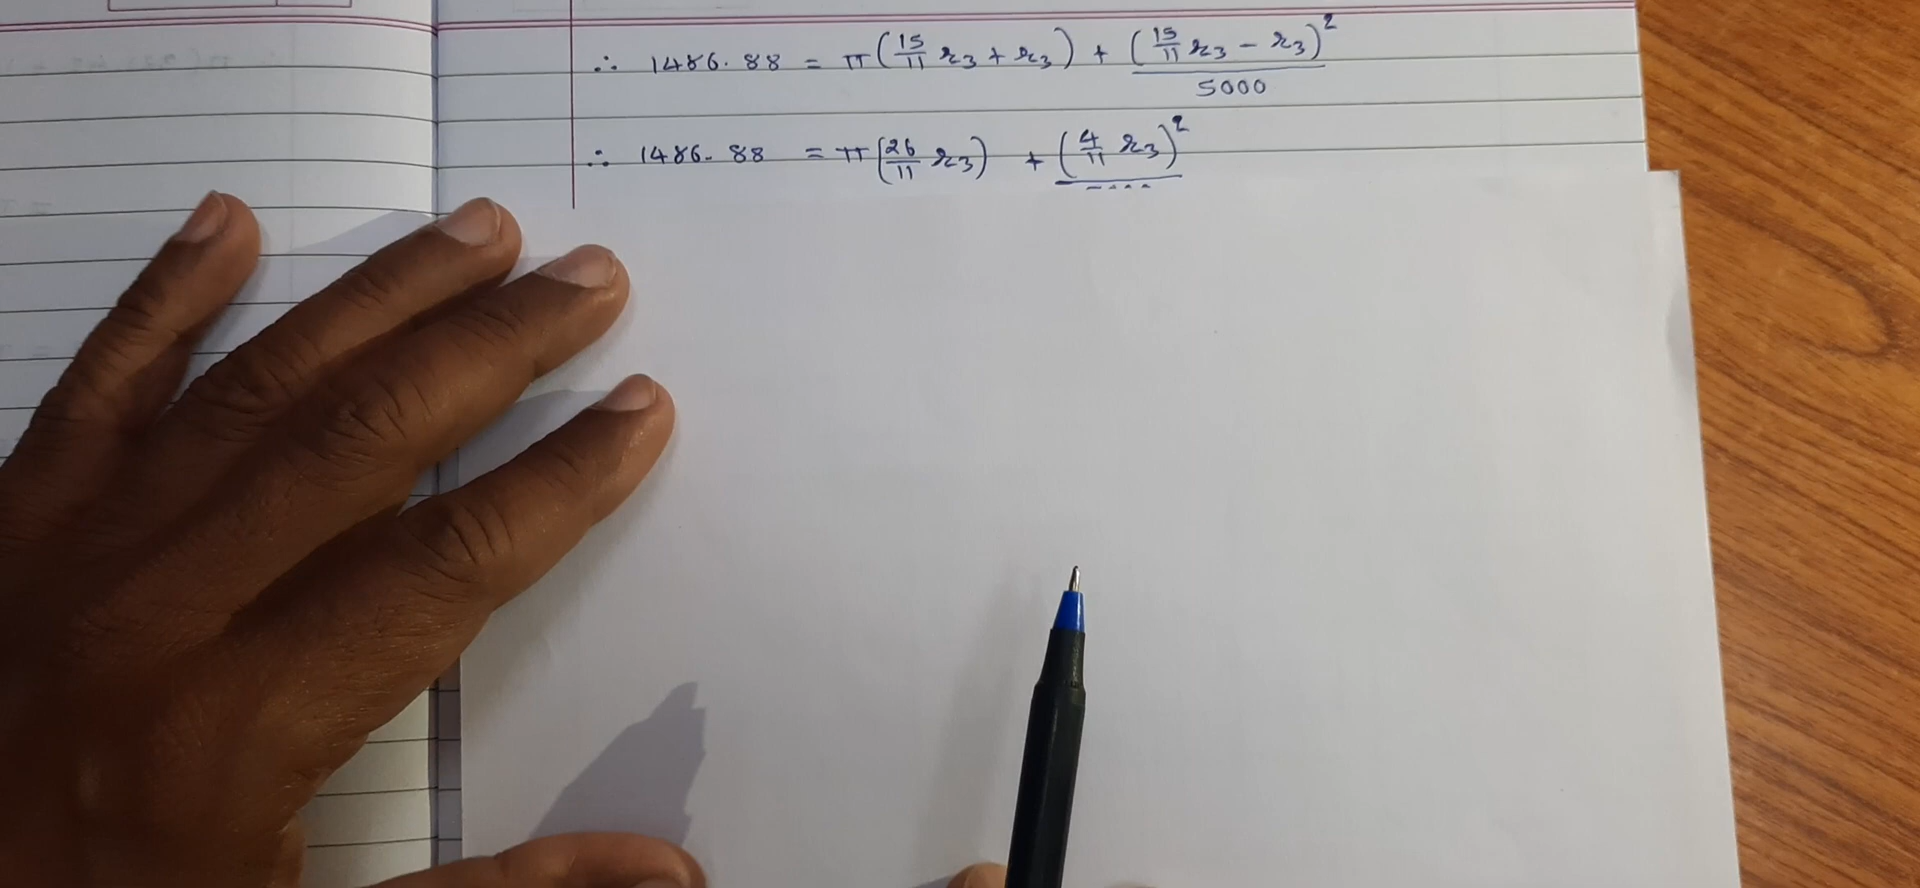 ∴ 1486.88 = π(15/11 r₃ + r₃) + (15/11 r₃ - r₃)²/5000
∴ 1486.88 = π(26/11 r₃) + (4/11 r₃)²